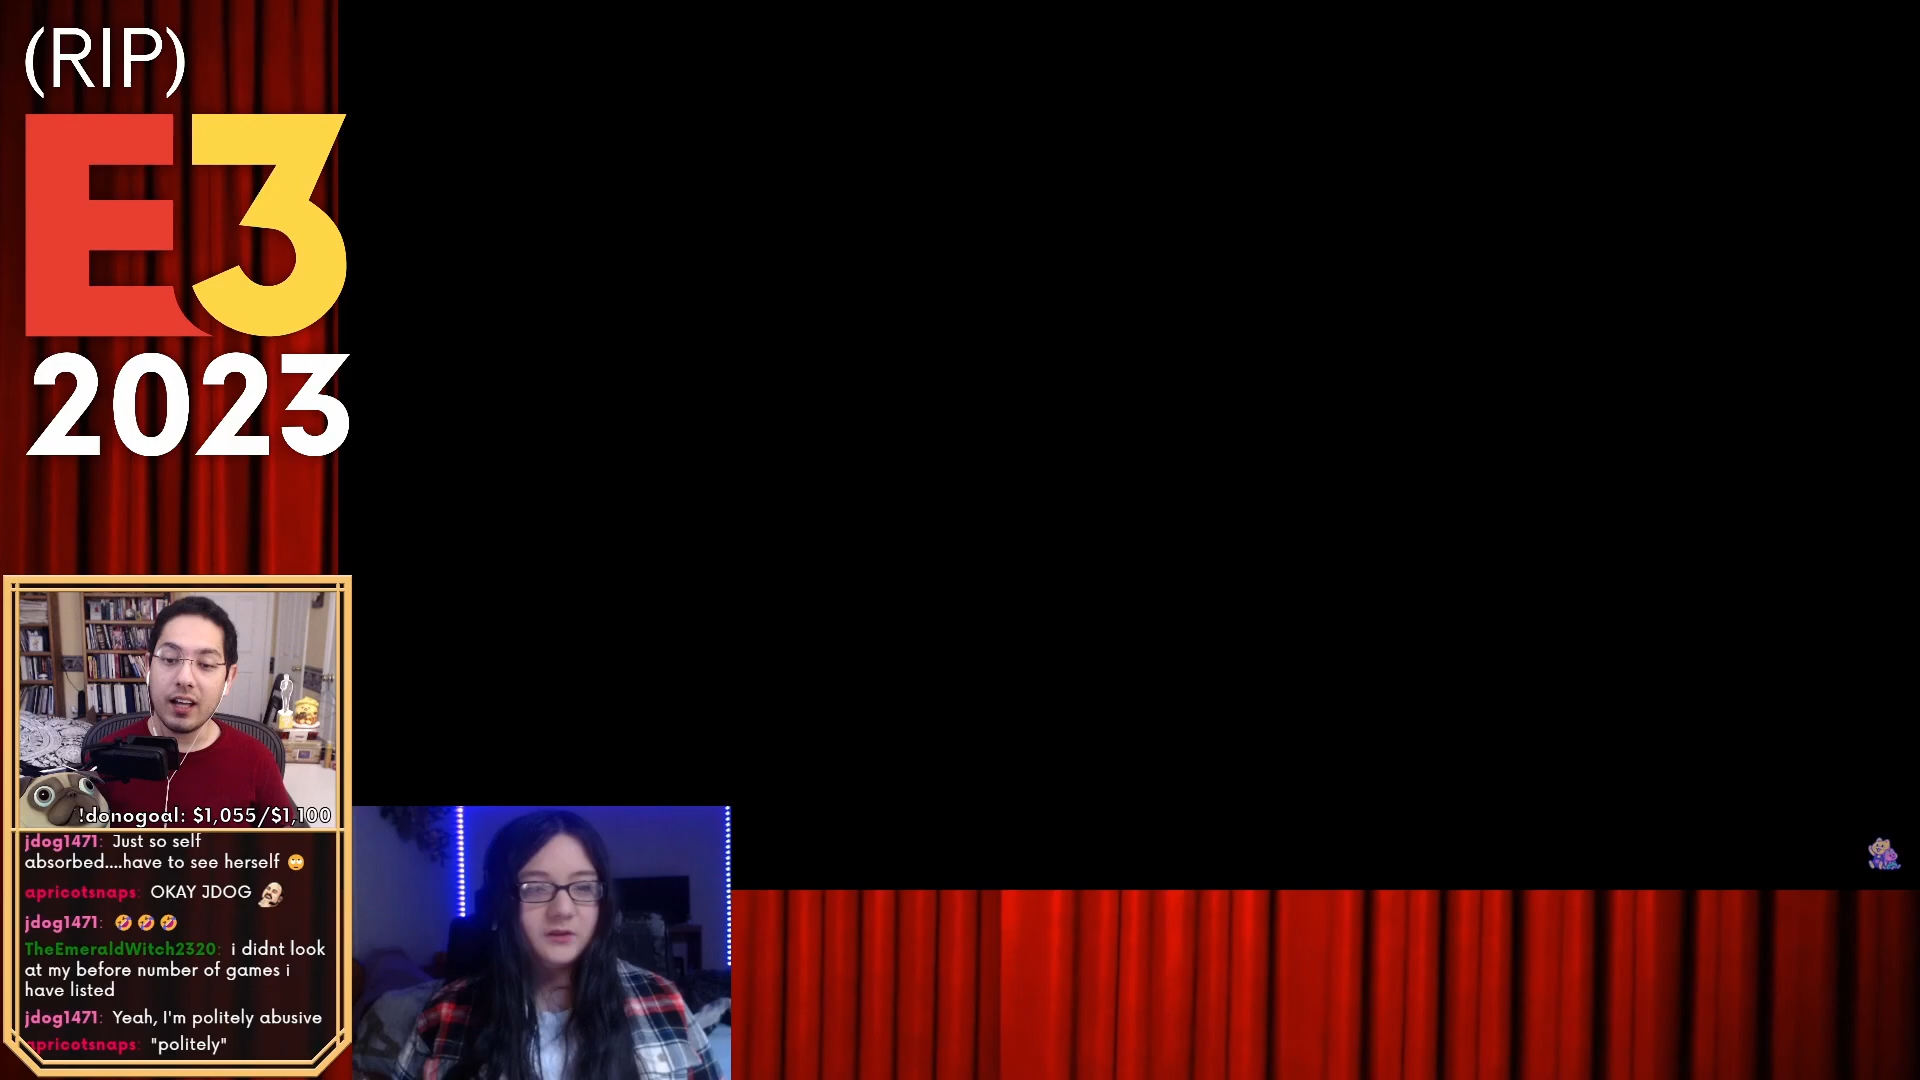 (RIP)
E3
2023
!donogoal: $1,055/$1,100
jdog1471: Just so self
absorbed....have to see herself 🙄
apricotsnaps: OKAY JDOG
jdog1471: 🤣 🤣 🤣
TheEmeraldWitch2320: i didnt look
at my before number of games i
have listed
jdog1471: Yeah, I'm politely abusive
apricotsnaps: "politely"